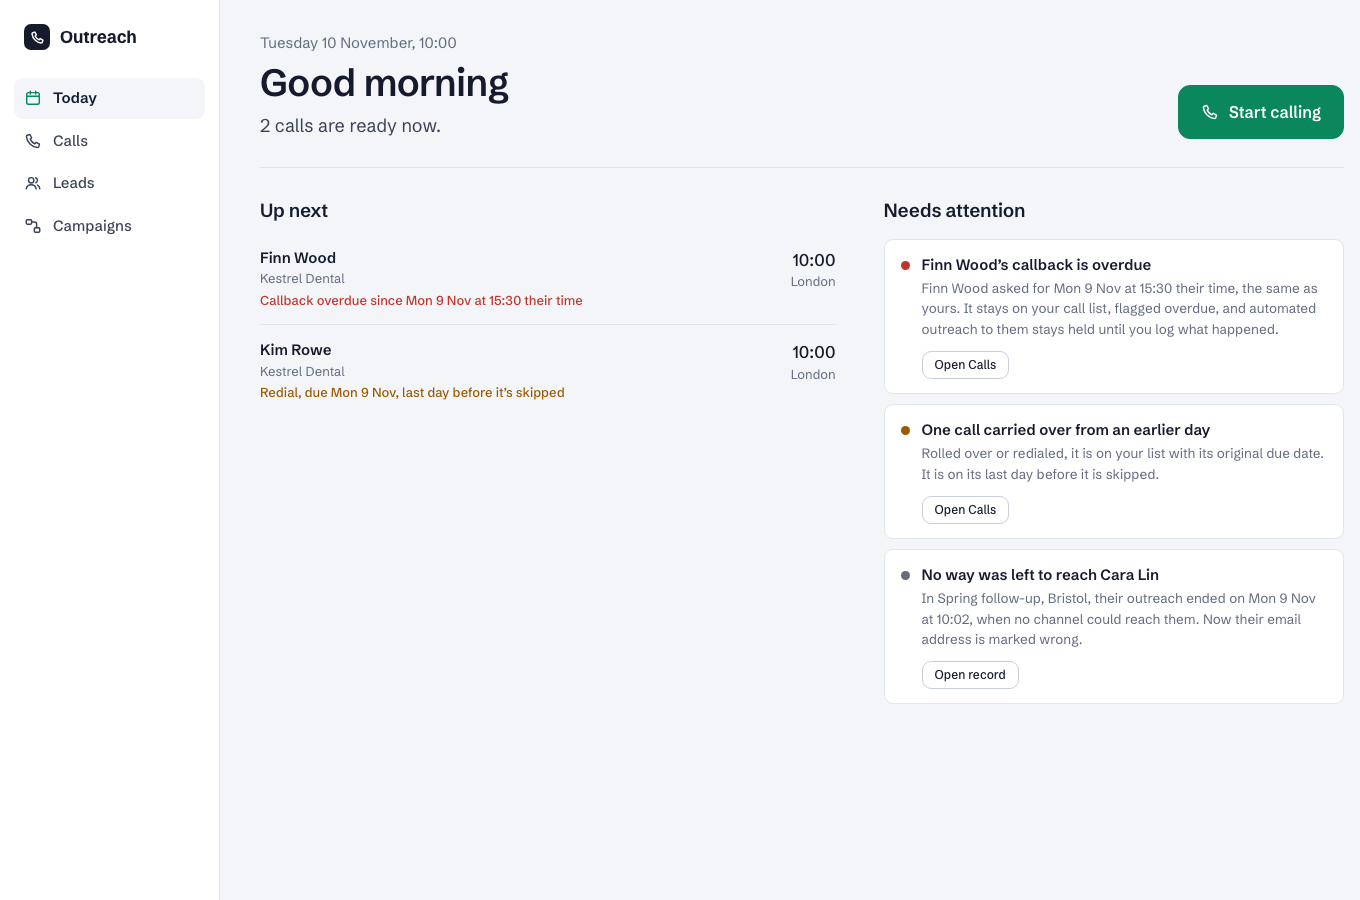 Outreach
Today
Calls
Leads
Campaigns
Tuesday 10 November, 10:00
Good morning
2 calls are ready now.
Start calling
Up next
Finn Wood
10:00
Kestrel Dental
London
Callback overdue since Mon 9 Nov at 15:30 their time
Kim Rowe
10:00
Kestrel Dental
London
Redial, due Mon 9 Nov, last day before it’s skipped
Needs attention
Finn Wood’s callback is overdue
Finn Wood asked for Mon 9 Nov at 15:30 their time, the same as
yours. It stays on your call list, flagged overdue, and automated
outreach to them stays held until you log what happened.
Open Calls
One call carried over from an earlier day
Rolled over or redialed, it is on your list with its original due date.
It is on its last day before it is skipped.
Open Calls
No way was left to reach Cara Lin
In Spring follow-up, Bristol, their outreach ended on Mon 9 Nov
at 10:02, when no channel could reach them. Now their email
address is marked wrong.
Open record